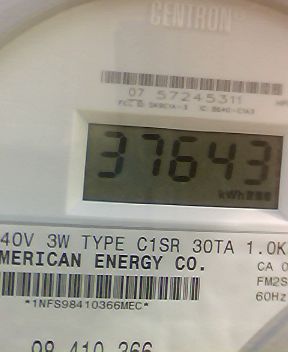 CENTRON®
07 57245311
37643
kWh
40V 3W TYPE C1SR 30TA 1.0K
MERICAN ENERGY CO.
CA 0
FM2S
60Hz
*1NFS98410366MEC*
98 410 366